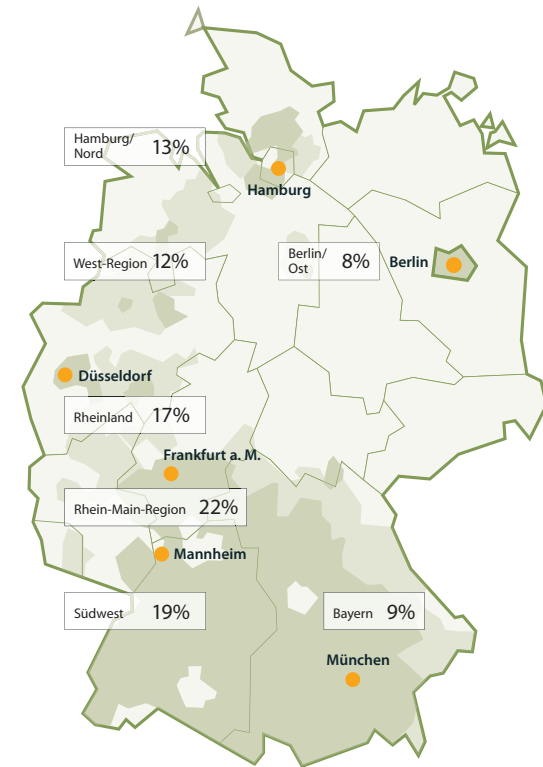 Hamburg/
Nord 13%
Hamburg
West-Region 12%
Berlin/
Ost 8%
Berlin
Düsseldorf
Rheinland 17%
Frankfurt a. M.
Rhein-Main-Region 22%
Mannheim
Südwest 19%
Bayern 9%
München